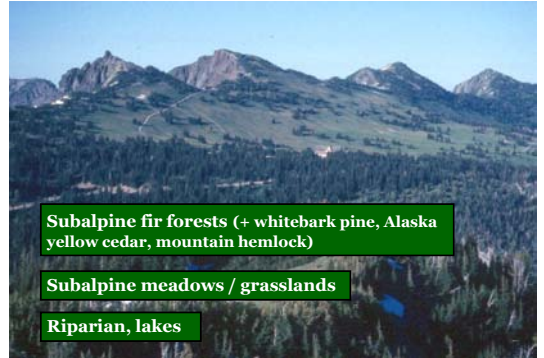 Subalpine fir forests (+ whitebark pine, Alaska
yellow cedar, mountain hemlock)
Subalpine meadows / grasslands
Riparian, lakes